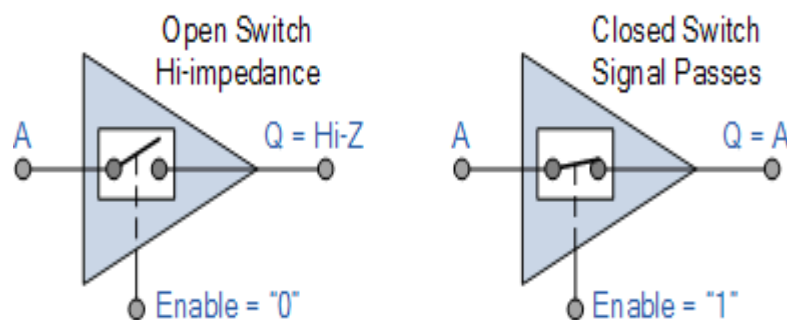 Open Switch
Hi-impedance
A
Q = Hi-Z
Enable = "0"
Closed Switch
Signal Passes
A
Q = A
Enable = "1"